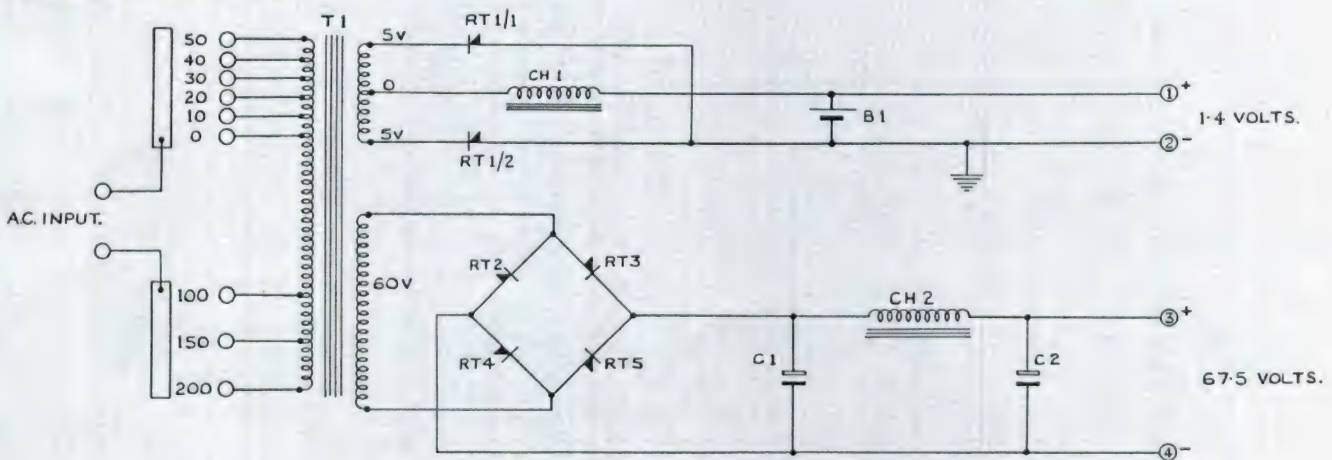 T1
50
40
30
20
10
0
A.C. INPUT.
100
150
200
5V
0
5V
RT1/1
CH1
RT1/2
B1
1 +
2 -
1·4 VOLTS.
60V
RT2
RT3
RT4
RT5
C1
CH2
C2
3 +
4 -
67·5 VOLTS.